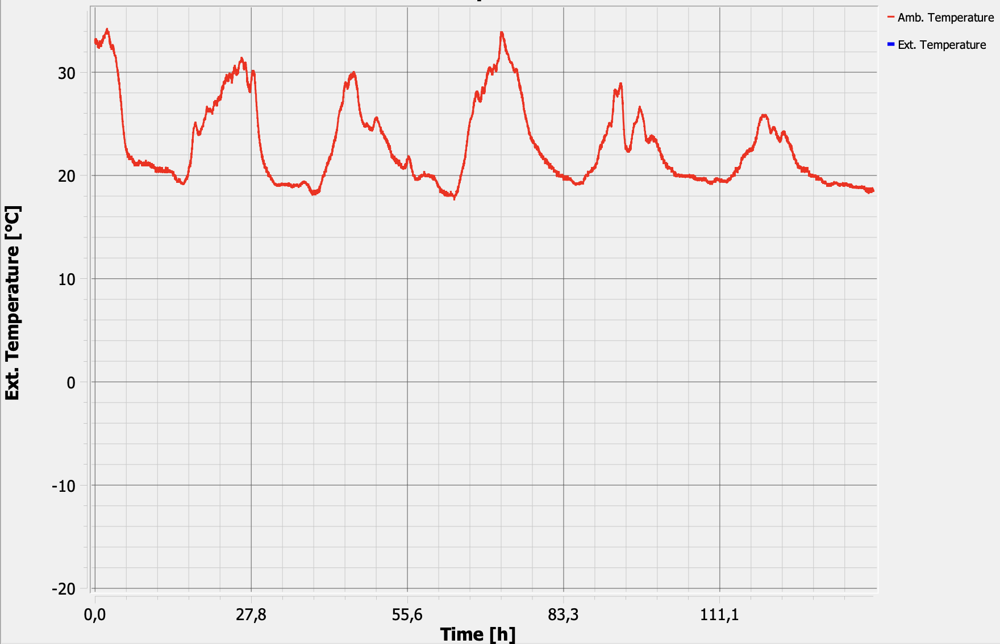 Amb. Temperature
Ext. Temperature
Ext. Temperature [°C]
30
20
10
0
-10
-20
0,0 27,8 55,6 83,3 111,1
Time [h]